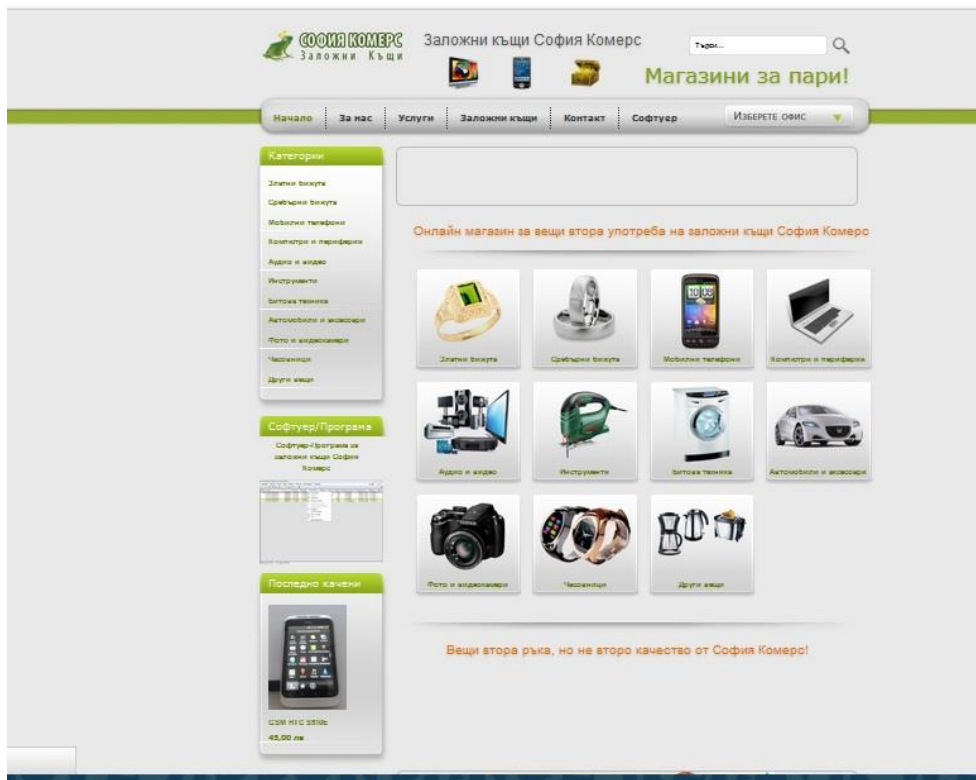 СОФИЯ КОМЕРС
Заложни Къщи
Заложни къщи София Комерс
Търси...
Магазини за пари!
Начало
За нас
Услуги
Заложни къщи
Контакт
Софтуер
Изберете офис
Категории
Златни бижута
Сребърни бижута
Мобилни телефони
Компютри и периферия
Аудио и видео
Инструменти
Битова техника
Автомобили и аксесоари
Фото и видеокамери
Часовници
Други вещи
Онлайн магазин за вещи втора употреба на заложни къщи София Комерс
Златни бижута
Сребърни бижута
Мобилни телефони
Компютри и периферия
Аудио и видео
Инструменти
Битова техника
Автомобили и аксесоари
Фото и видеокамери
Часовници
Други вещи
Софтуер/Програма
Софтуер-Програма за
заложни къщи София
Комерс
Последно качени
GSM HTC S510E
45,00 лв
Вещи втора ръка, но не второ качество от София Комерс!